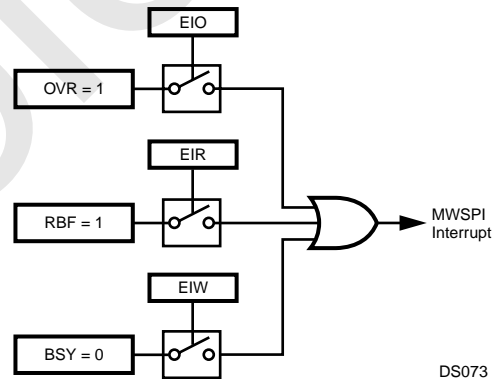 EIO
OVR = 1
EIR
RBF = 1
MWSPI
Interrupt
EIW
BSY = 0
DS073